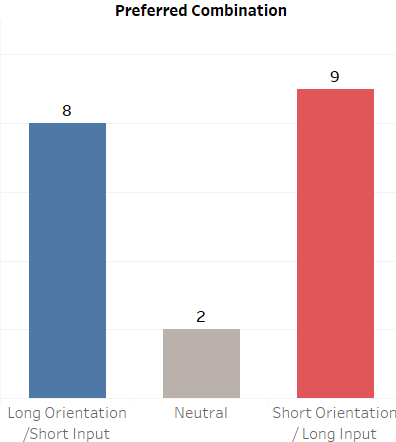 Preferred Combination
9
8
2
Long Orientation
/Short Input
Neutral
Short Orientation
/ Long Input